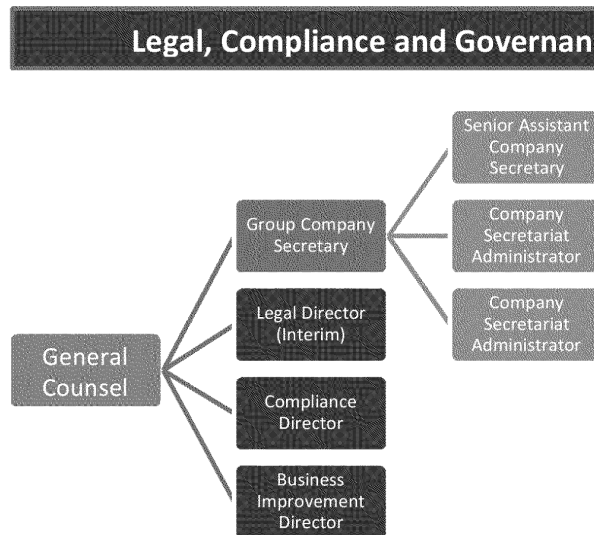 Legal, Compliance and Governan
Senior Assistant
Company
Secretary
Group Company
Secretary
Company
Secretariat
Administrator
Legal Director
(Interim)
Company
Secretariat
Administrator
General
Counsel
Compliance
Director
Business
Improvement
Director